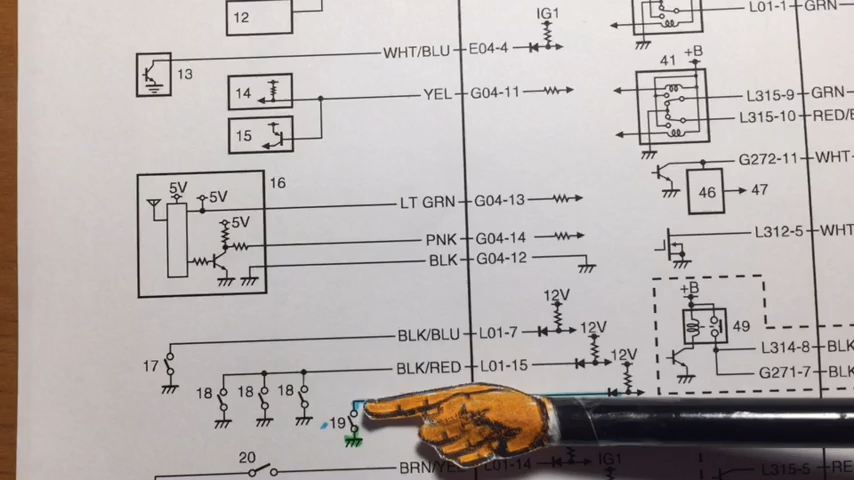 12
IG1
L01-1 GRN
WHT/BLU E04-4
13
+B
41
14
YEL G04-11
L315-9 GRN
15
L315-10
G272-11 WHT
16
5V
5V
46
47
LT GRN G04-13
5V
PNK G04-14
L312-5 WHT
BLK G04-12
12V
+B
BLK/BLU L01-7
12V
49
17
12V
L314-8 BLK
BLK/RED L01-15
G271-7 BLK
18
18
18
19
20
IG1
L01-14
L315-5 RE